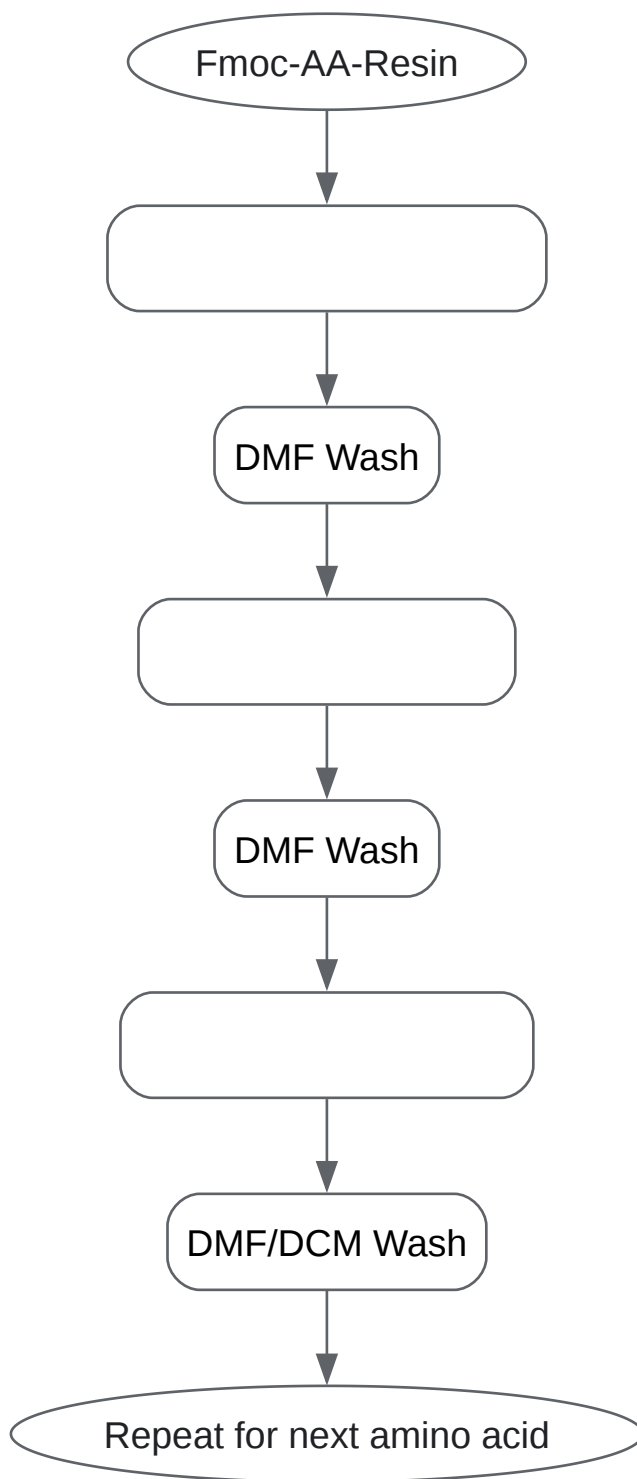 Fmoc-AA-Resin
DMF Wash
DMF Wash
DMF/DCM Wash
Repeat for next amino acid